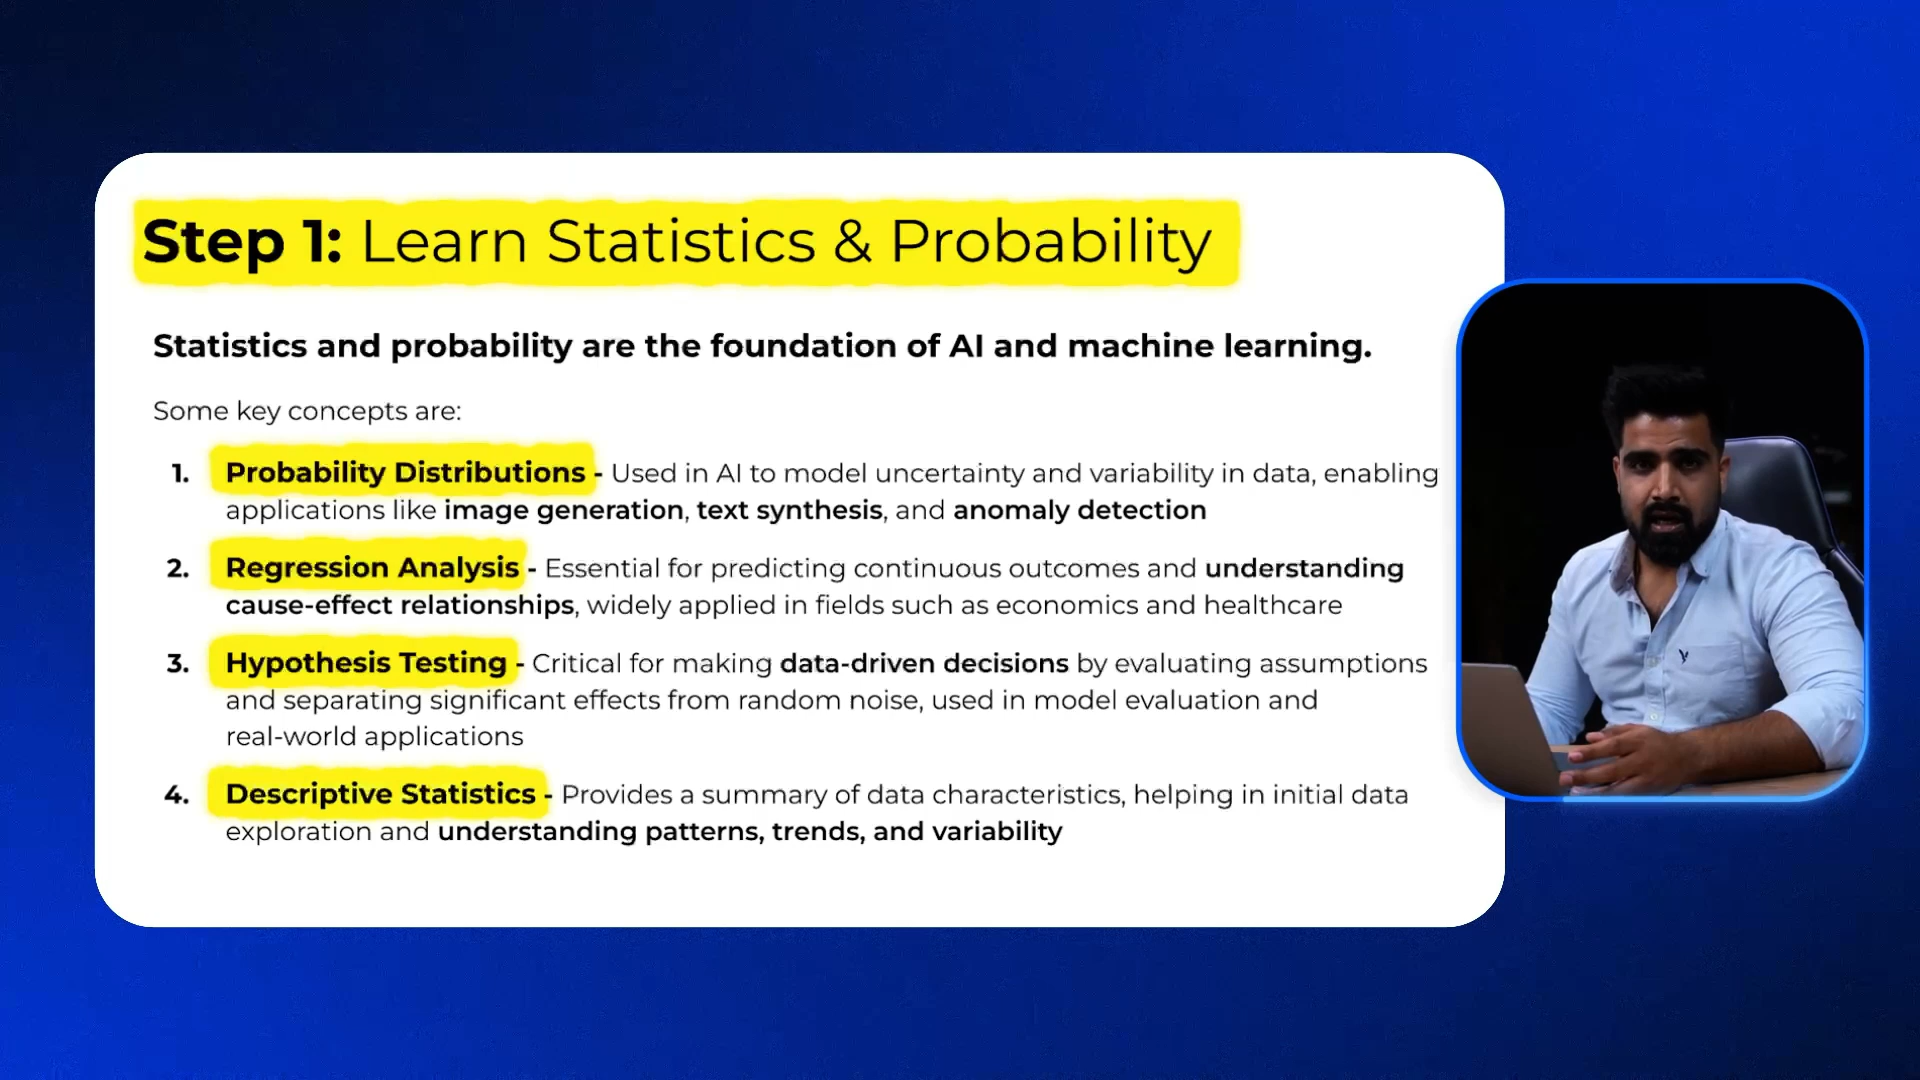 Step 1: Learn Statistics & Probability
Statistics and probability are the foundation of AI and machine learning.
Some key concepts are:
1. Probability Distributions - Used in AI to model uncertainty and variability in data, enabling
applications like image generation, text synthesis, and anomaly detection
2. Regression Analysis - Essential for predicting continuous outcomes and understanding
cause-effect relationships, widely applied in fields such as economics and healthcare
3. Hypothesis Testing - Critical for making data-driven decisions by evaluating assumptions
and separating significant effects from random noise, used in model evaluation and
real-world applications
4. Descriptive Statistics - Provides a summary of data characteristics, helping in initial data
exploration and understanding patterns, trends, and variability